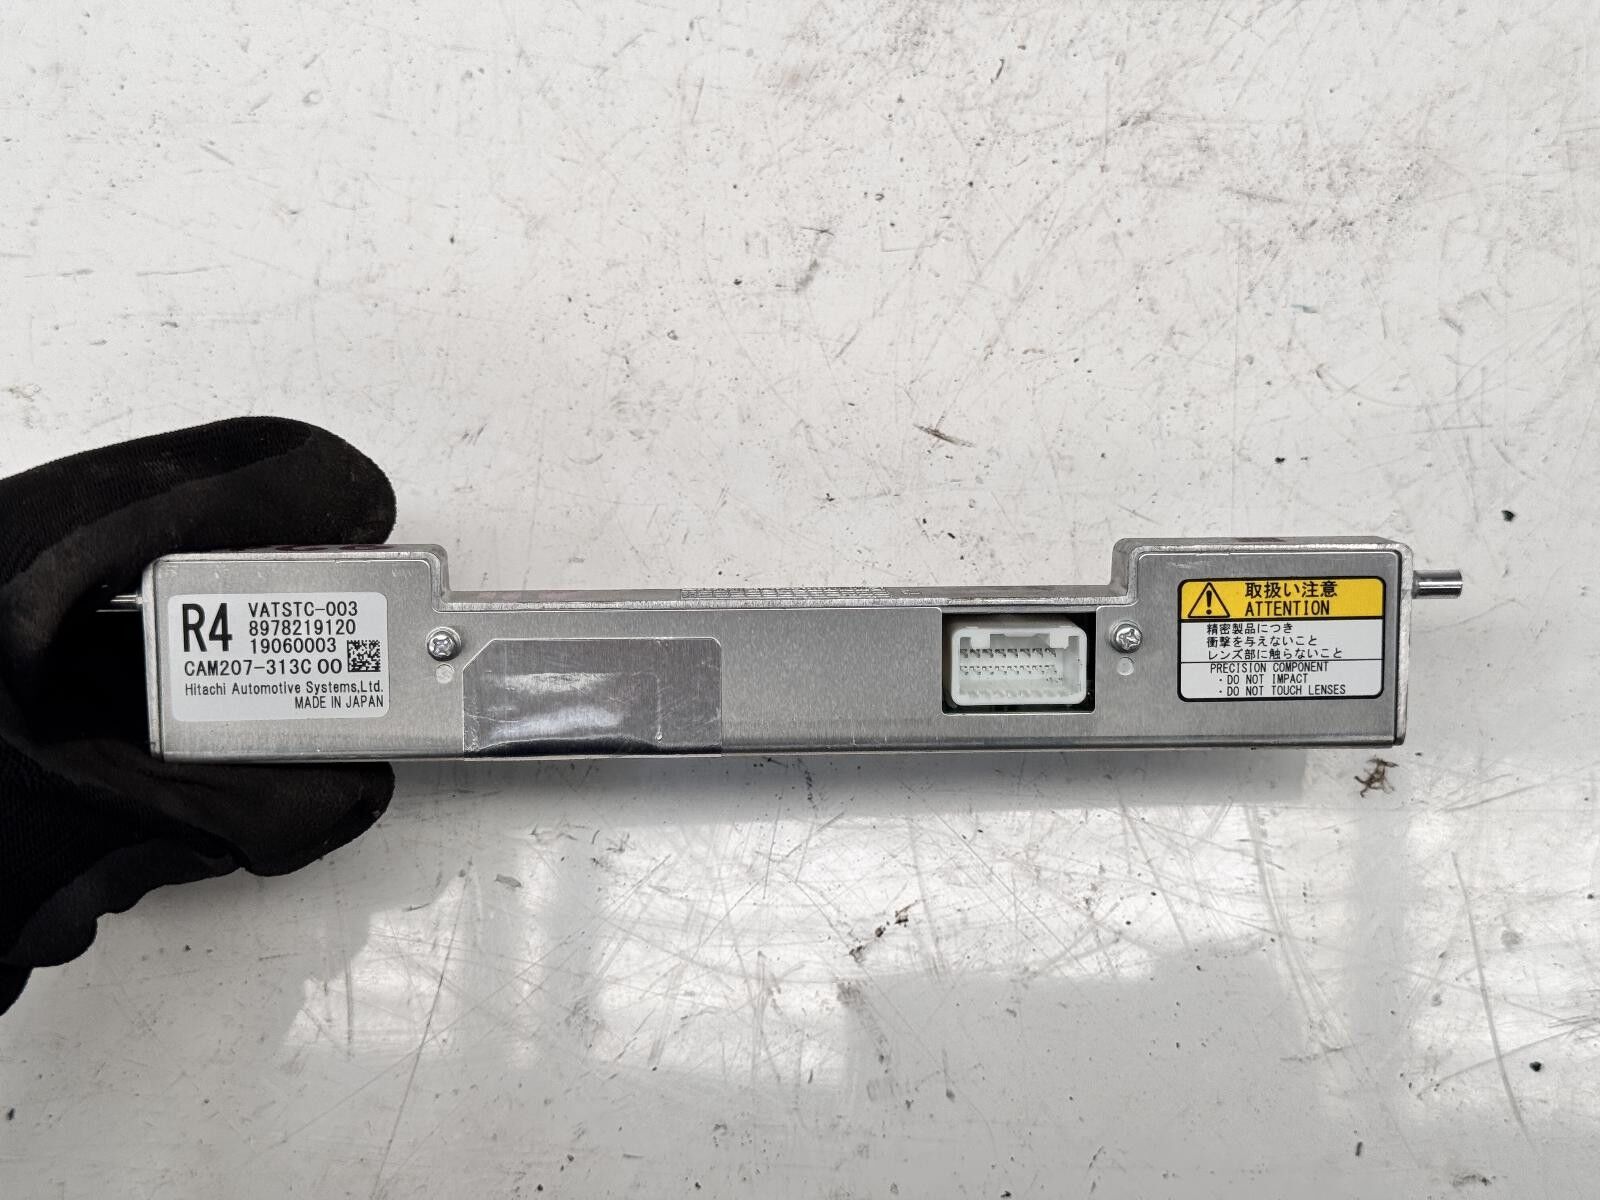 R4
VATSTC-003
8978219120
19060003
CAM207-313C 00
Hitachi Automotive Systems,Ltd.
MADE IN JAPAN
取扱い注意
ATTENTION
精密製品につき
衝撃を与えないこと
レンズ部に触らないこと
PRECISION COMPONENT
・DO NOT IMPACT
・DO NOT TOUCH LENSES